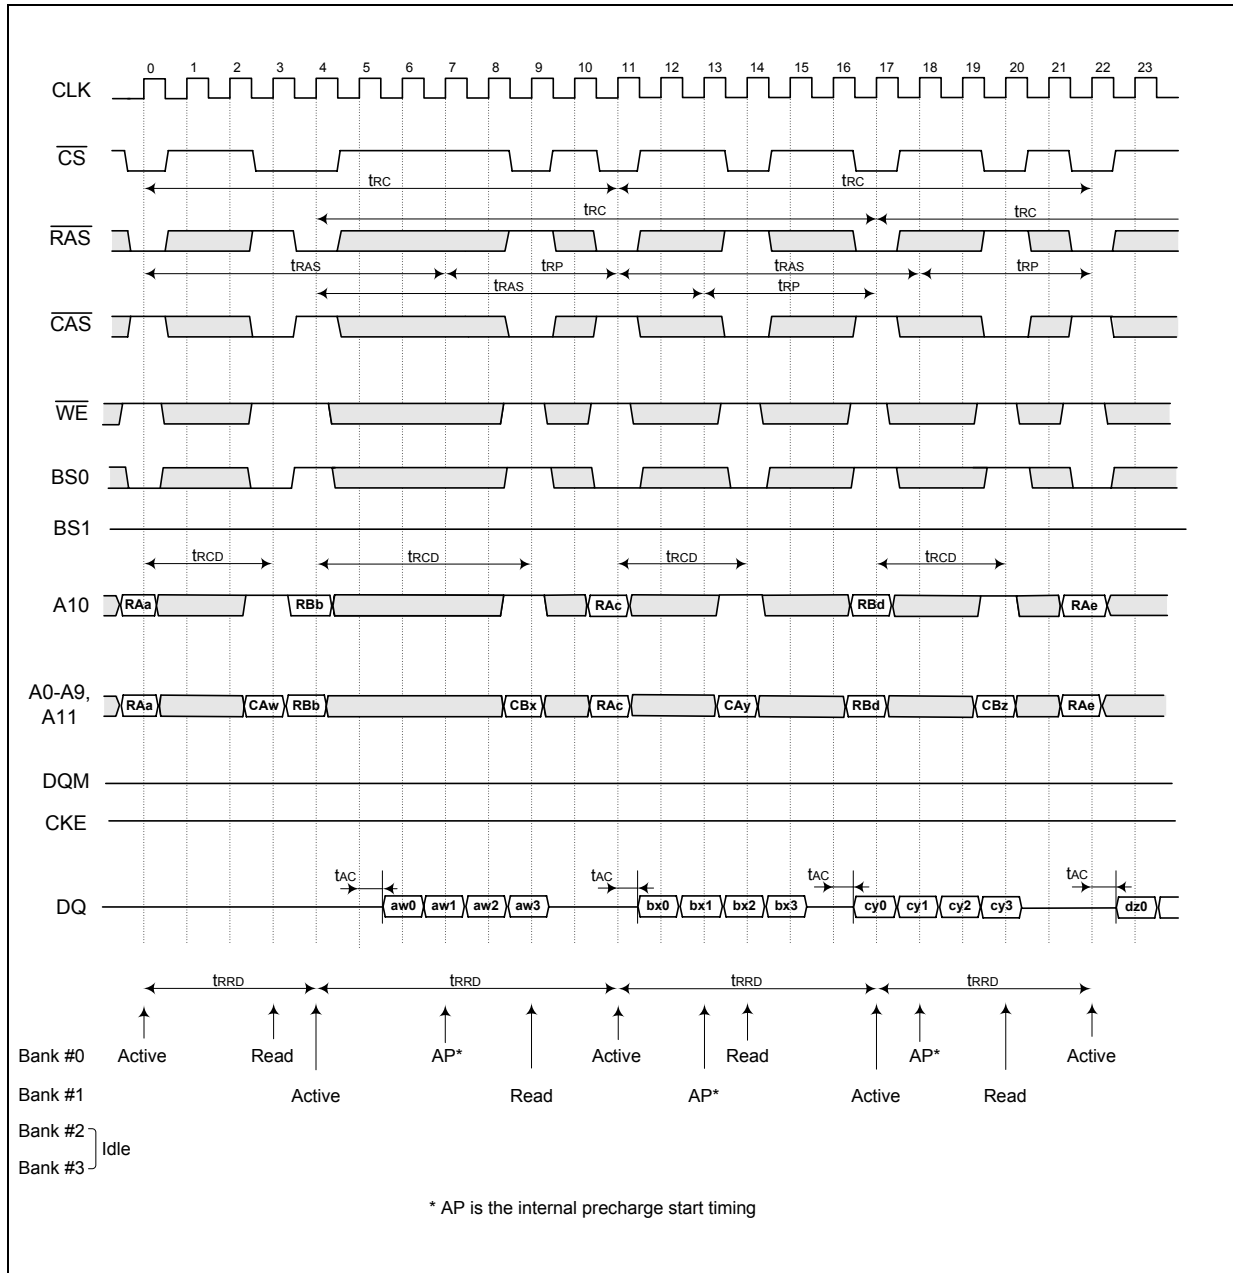 0 1 2 3 4 5 6 7 8 9 10 11 12 13 14 15 16 17 18 19 20 21 22 23
CLK
CS
tRC tRC
tRC tRC
RAS
tRAS tRP tRAS tRP
tRAS tRP
CAS
WE
BS0
BS1
tRCD tRCD tRCD tRCD
A10 RAa RBb RAc RBd RAe
A0-A9,
A11
RAa CAw RBb CBx RAc CAy RBd CBz RAe
DQM
CKE
tAC tAC tAC tAC
DQ aw0 aw1 aw2 aw3 bx0 bx1 bx2 bx3 cy0 cy1 cy2 cy3 dz0
tRRD tRRD tRRD tRRD
Bank #0 Active Read AP* Active Read AP* Active
Bank #1 Active Read AP* Active Read
Bank #2
Idle
Bank #3
* AP is the internal precharge start timing